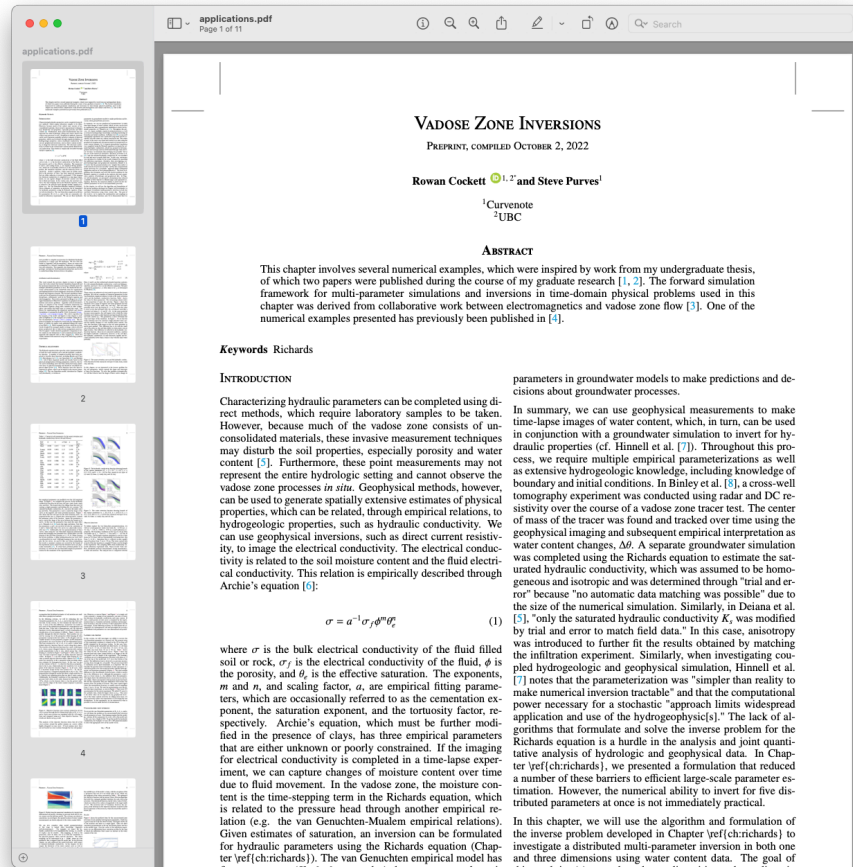 applications.pdf
Page 1 of 11
Search
applications.pdf
1
2
3
4
VADOSE ZONE INVERSIONS
PREPRINT, COMPILED OCTOBER 2, 2022
Rowan Cockett 1, 2* and Steve Purves1
1Curvenote
2UBC
ABSTRACT
This chapter involves several numerical examples, which were inspired by work from my undergraduate thesis,
of which two papers were published during the course of my graduate research [1, 2]. The forward simulation
framework for multi-parameter simulations and inversions in time-domain physical problems used in this
chapter was derived from collaborative work between electromagnetics and vadose zone flow [3]. One of the
numerical examples presented has previously been published in [4].
Keywords Richards
INTRODUCTION
Characterizing hydraulic parameters can be completed using di-
rect methods, which require laboratory samples to be taken.
However, because much of the vadose zone consists of un-
consolidated materials, these invasive measurement techniques
may disturb the soil properties, especially porosity and water
content [5]. Furthermore, these point measurements may not
represent the entire hydrologic setting and cannot observe the
vadose zone processes in situ. Geophysical methods, however,
can be used to generate spatially extensive estimates of physical
properties, which can be related, through empirical relations, to
hydrogeologic properties, such as hydraulic conductivity. We
can use geophysical inversions, such as direct current resistiv-
ity, to image the electrical conductivity. The electrical conduc-
tivity is related to the soil moisture content and the fluid electri-
cal conductivity. This relation is empirically described through
Archie's equation [6]:
σ = a⁻¹σfϕᵐθⁿe (1)
where σ is the bulk electrical conductivity of the fluid filled
soil or rock, σf is the electrical conductivity of the fluid, ϕ is
the porosity, and θe is the effective saturation. The exponents,
m and n, and scaling factor, a, are empirical fitting parame-
ters, which are occasionally referred to as the cementation ex-
ponent, the saturation exponent, and the tortuosity factor, re-
spectively. Archie's equation, which must be further modi-
fied in the presence of clays, has three empirical parameters
that are either unknown or poorly constrained. If the imaging
for electrical conductivity is completed in a time-lapse exper-
iment, we can capture changes of moisture content over time
due to fluid movement. In the vadose zone, the moisture con-
tent is the time-stepping term in the Richards equation, which
is related to the pressure head through another empirical re-
lation (e.g. the van Genuchten-Mualem empirical relations).
Given estimates of saturation, an inversion can be formulated
for hydraulic parameters using the Richards equation (Chap-
ter \ref{ch:richards}). The van Genuchten empirical model has
parameters in groundwater models to make predictions and de-
cisions about groundwater processes.
In summary, we can use geophysical measurements to make
time-lapse images of water content, which, in turn, can be used
in conjunction with a groundwater simulation to invert for hy-
draulic properties (cf. Hinnell et al. [7]). Throughout this pro-
cess, we require multiple empirical parameterizations as well
as extensive hydrogeologic knowledge, including knowledge of
boundary and initial conditions. In Binley et al. [8], a cross-well
tomography experiment was conducted using radar and DC re-
sistivity over the course of a vadose zone tracer test. The center
of mass of the tracer was found and tracked over time using the
geophysical imaging and subsequent empirical interpretation as
water content changes, Δθ. A separate groundwater simulation
was completed using the Richards equation to estimate the sat-
urated hydraulic conductivity, which was assumed to be homo-
geneous and isotropic and was determined through "trial and er-
ror" because "no automatic data matching was possible" due to
the size of the numerical simulation. Similarly, in Deiana et al.
[5], "only the saturated hydraulic conductivity Ks was modified
by trial and error to match field data." In this case, anisotropy
was introduced to further fit the results obtained by matching
the infiltration experiment. Similarly, when investigating cou-
pled hydrogeologic and geophysical simulation, Hinnell et al.
[7] notes that the parameterization was "simpler than reality to
make numerical inversion tractable" and that the computational
power necessary for a stochastic "approach limits widespread
application and use of the hydrogeophysic[s]." The lack of al-
gorithms that formulate and solve the inverse problem for the
Richards equation is a hurdle in the analysis and joint quanti-
tative analysis of hydrologic and geophysical data. In Chap-
ter \ref{ch:richards}, we presented a formulation that reduced
a number of these barriers to efficient large-scale parameter es-
timation. However, the numerical ability to invert for five dis-
tributed parameters at once is not immediately practical.
In this chapter, we will use the algorithm and formulation of
the inverse problem developed in Chapter \ref{ch:richards} to
investigate a distributed multi-parameter inversion in both one
and three dimensions using water content data. The goal of